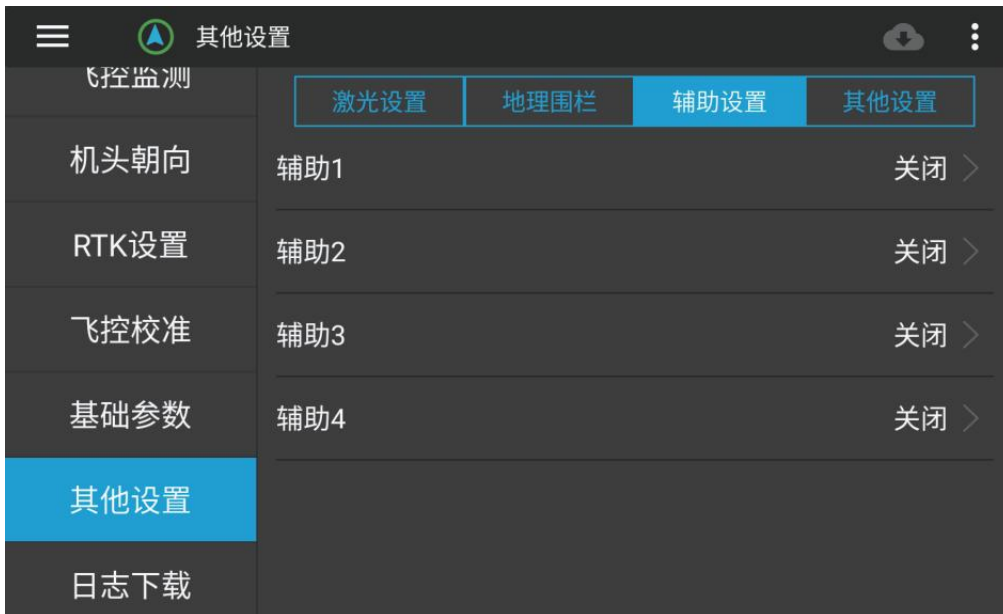 其他设置
飞控监测
机头朝向
RTK设置
飞控校准
基础参数
其他设置
日志下载
激光设置 地理围栏 辅助设置 其他设置
辅助1 关闭
辅助2 关闭
辅助3 关闭
辅助4 关闭